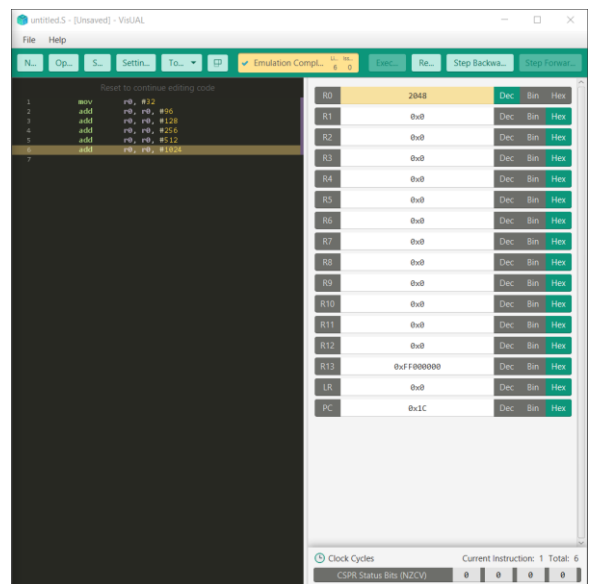 untitled.S - [Unsaved] - VisUAL
File Help
N... Op... S... Settin... To... Emulation Compl... Li... Ins... 6 0 Exec... Re... Step Backwa... Step Forwar...
Reset to continue editing code
1 mov r0, #32
2 add r0, r0, #96
3 add r0, r0, #128
4 add r0, r0, #256
5 add r0, r0, #512
6 add r0, r0, #1024
7
R0 2048 Dec Bin Hex
R1 0x0 Dec Bin Hex
R2 0x0 Dec Bin Hex
R3 0x0 Dec Bin Hex
R4 0x0 Dec Bin Hex
R5 0x0 Dec Bin Hex
R6 0x0 Dec Bin Hex
R7 0x0 Dec Bin Hex
R8 0x0 Dec Bin Hex
R9 0x0 Dec Bin Hex
R10 0x0 Dec Bin Hex
R11 0x0 Dec Bin Hex
R12 0x0 Dec Bin Hex
R13 0xFF000000 Dec Bin Hex
LR 0x0 Dec Bin Hex
PC 0x1C Dec Bin Hex
Clock Cycles Current Instruction: 1 Total: 6
CSPR Status Bits (NZCV) 0 0 0 0